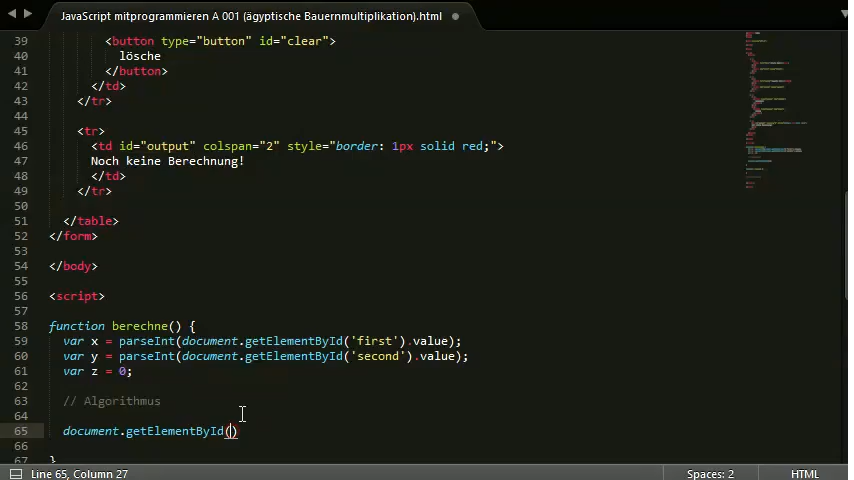 JavaScript mitprogrammieren A 001 (ägyptische Bauernmultiplikation).html
39 <button type="button" id="clear">
40 lösche
41 </button>
42 </td>
43 </tr>
44
45 <tr>
46 <td id="output" colspan="2" style="border: 1px solid red;">
47 Noch keine Berechnung!
48 </td>
49 </tr>
50
51 </table>
52 </form>
53
54 </body>
55
56 <script>
57
58 function berechne() {
59 var x = parseInt(document.getElementById('first').value);
60 var y = parseInt(document.getElementById('second').value);
61 var z = 0;
62
63 // Algorithmus
64
65 document.getElementById()
66
67 }
Line 65, Column 27 Spaces: 2 HTML